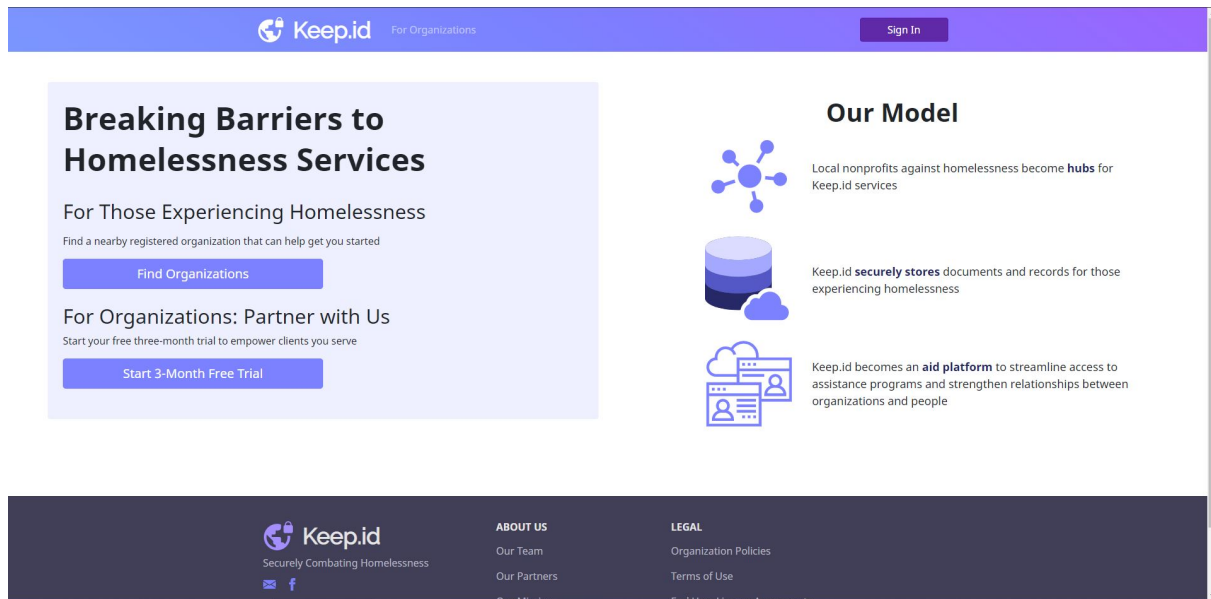 Keep.id
For Organizations
Sign In
Breaking Barriers to
Homelessness Services
For Those Experiencing Homelessness
Find a nearby registered organization that can help get you started
Find Organizations
For Organizations: Partner with Us
Start your free three-month trial to empower clients you serve
Start 3-Month Free Trial
Our Model
Local nonprofits against homelessness become hubs for
Keep.id services
Keep.id securely stores documents and records for those
experiencing homelessness
Keep.id becomes an aid platform to streamline access to
assistance programs and strengthen relationships between
organizations and people
Keep.id
Securely Combating Homelessness
ABOUT US
Our Team
Our Partners
LEGAL
Organization Policies
Terms of Use